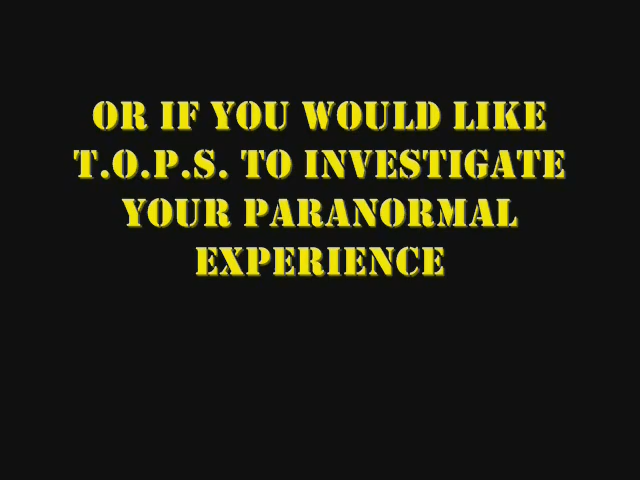 OR IF YOU WOULD LIKE
T.O.P.S. TO INVESTIGATE
YOUR PARANORMAL
EXPERIENCE